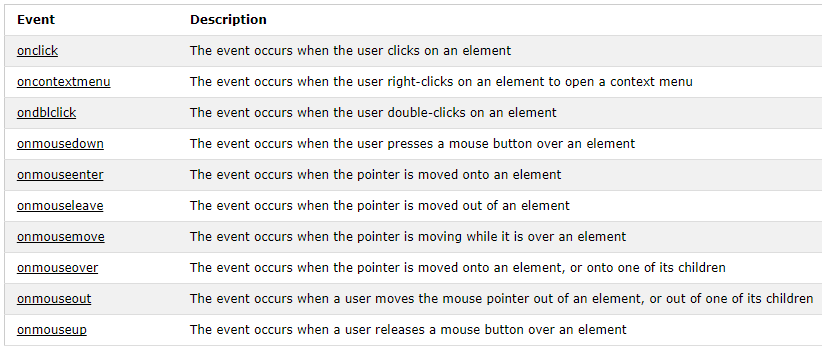 Event Description
onclick The event occurs when the user clicks on an element
oncontextmenu The event occurs when the user right-clicks on an element to open a context menu
ondblclick The event occurs when the user double-clicks on an element
onmousedown The event occurs when the user presses a mouse button over an element
onmouseenter The event occurs when the pointer is moved onto an element
onmouseleave The event occurs when the pointer is moved out of an element
onmousemove The event occurs when the pointer is moving while it is over an element
onmouseover The event occurs when the pointer is moved onto an element, or onto one of its children
onmouseout The event occurs when a user moves the mouse pointer out of an element, or out of one of its children
onmouseup The event occurs when a user releases a mouse button over an element